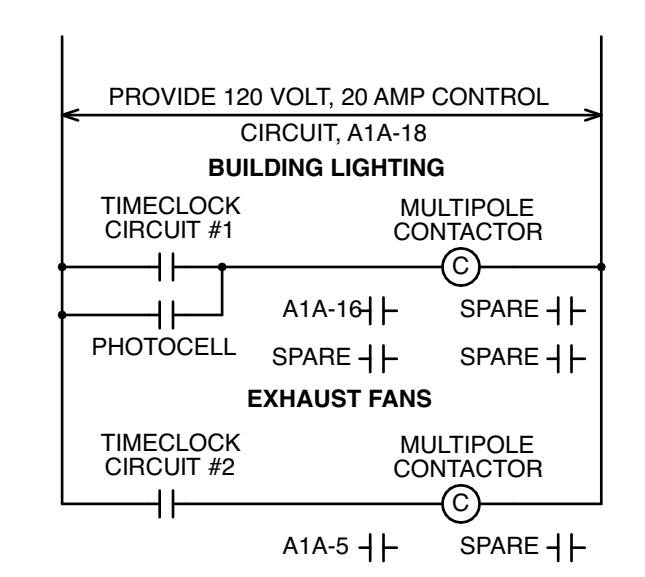 PROVIDE 120 VOLT, 20 AMP CONTROL
CIRCUIT, A1A-18
BUILDING LIGHTING
TIMECLOCK
CIRCUIT #1
MULTIPOLE
CONTACTOR
C
A1A-16
SPARE
PHOTOCELL
SPARE
SPARE
EXHAUST FANS
TIMECLOCK
CIRCUIT #2
MULTIPOLE
CONTACTOR
C
A1A-5
SPARE